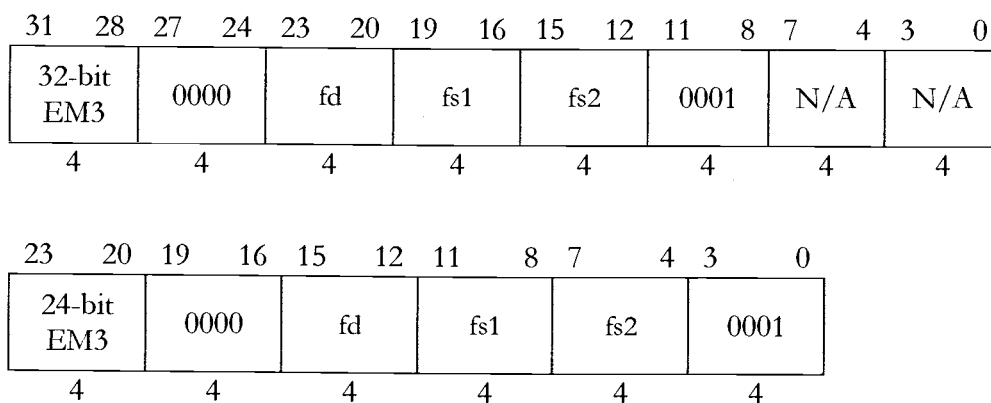 31 28 27 24 23 20 19 16 15 12 11 8 7 4 3 0
32-bit EM3 0000 fd fs1 fs2 0001 N/A N/A
4 4 4 4 4 4 4 4
23 20 19 16 15 12 11 8 7 4 3 0
24-bit EM3 0000 fd fs1 fs2 0001
4 4 4 4 4 4